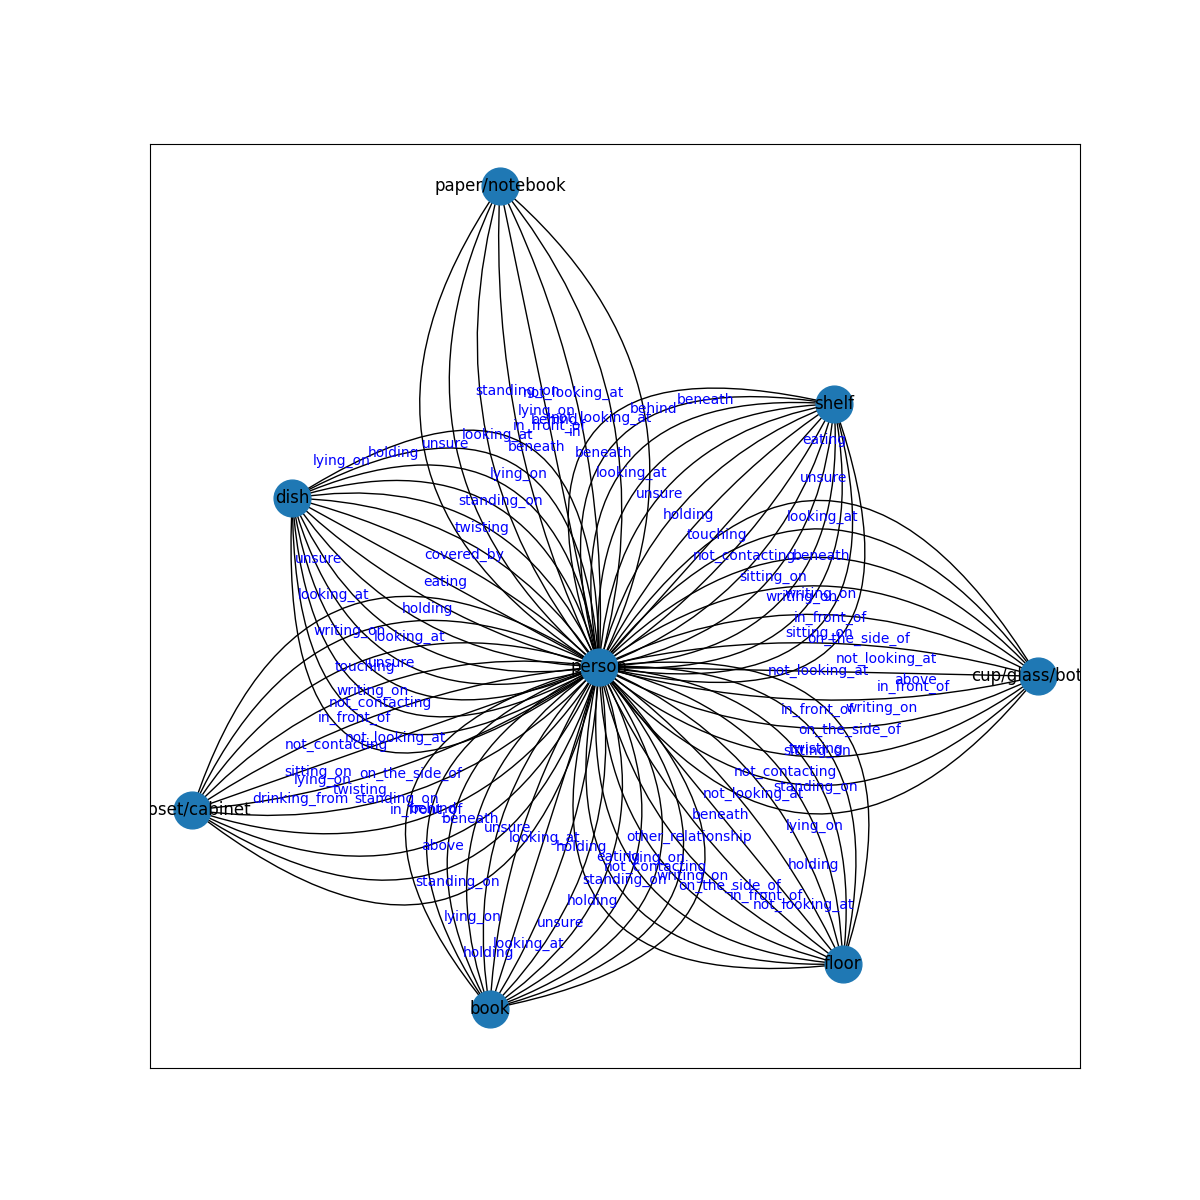 paper/notebook
standing_on
not_looking_at
beneath
shelf
lying_on
behind
not_looking_at
in_front_of
in
looking_at
beneath
unsure
holding
lying_on
beneath
eating
lying_on
looking_at
unsure
dish
standing_on
unsure
holding
looking_at
twisting
touching
unsure
covered_by
not_contacting
beneath
looking_at
eating
sitting_on
writing_on
writing_on
holding
in_front_of
writing_on
looking_at
sitting_on
on_the_side_of
touching
unsure
person
not_looking_at
not_looking_at
cup/glass/bot
above
in_front_of
writing_on
not_contacting
in_front_of
in_front_of
writing_on
not_looking_at
on_the_side_of
not_contacting
twisting
sitting_on
sitting_on
on_the_side_of
not_contacting
lying_on
twisting
standing_on
drinking_from
standing_on
not_looking_at
oset/cabinet
in_front_of
beneath
beneath
unsure
looking_at
other_relationship
lying_on
above
holding
eating
lying_on
not_contacting
holding
standing_on
standing_on
writing_on
on_the_side_of
in_front_of
holding
not_looking_at
lying_on
unsure
looking_at
holding
floor
book